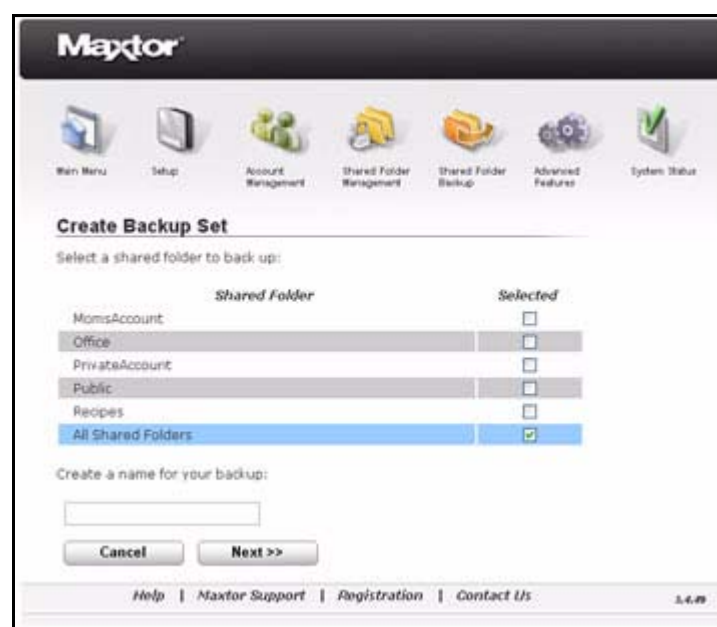 Maxtor
Main Menu
Setup
Account Management
Shared Folder Management
Shared Folder Backup
Advanced Features
System Status
Create Backup Set
Select a shared folder to back up:
Shared Folder Selected
MomsAccount
Office
PrivateAccount
Public
Recipes
All Shared Folders
Create a name for your backup:
Cancel Next >>
Help | Maxtor Support | Registration | Contact Us